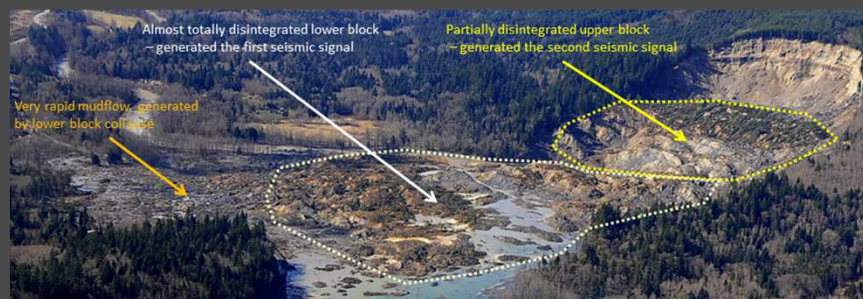 Almost totally disintegrated lower block
– generated the first seismic signal
Partially disintegrated upper block
– generated the second seismic signal
Very rapid mudflow, generated
by lower block collapse